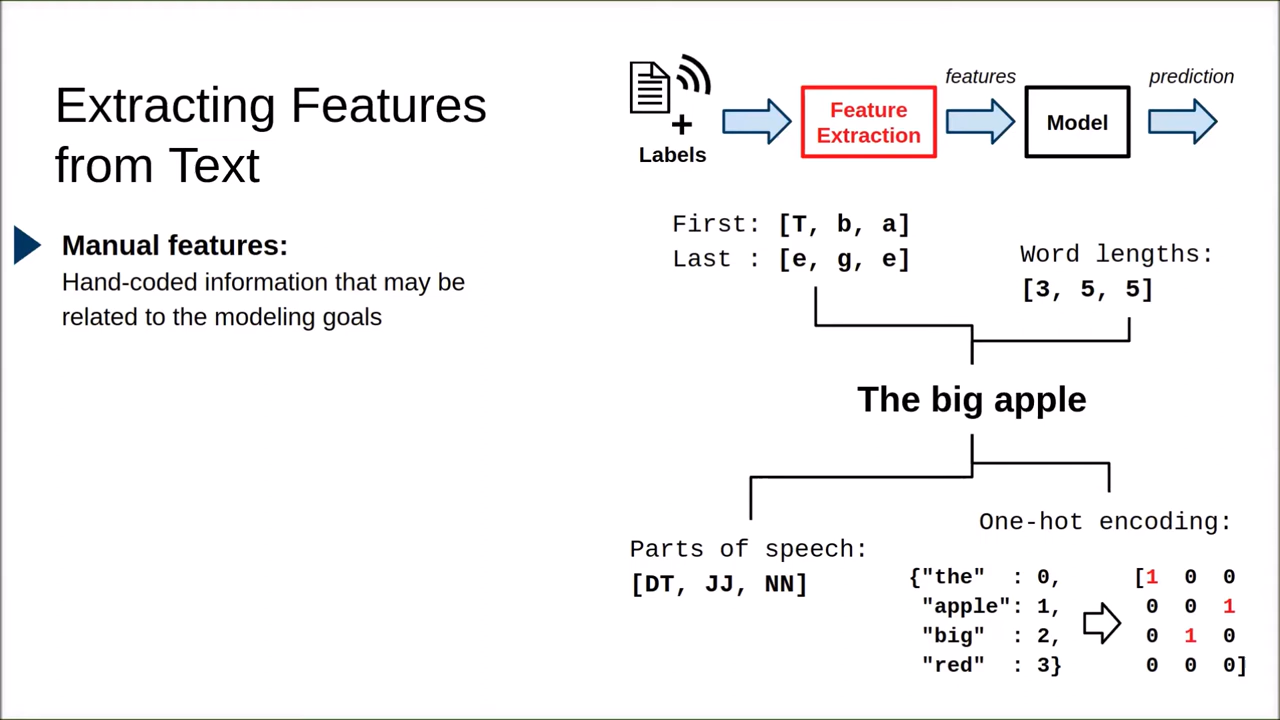 Extracting Features
from Text
Manual features:
Hand-coded information that may be
related to the modeling goals
+
Labels
Feature
Extraction
features
Model
prediction
First: [T, b, a]
Last : [e, g, e]
Word lengths:
[3, 5, 5]
The big apple
Parts of speech:
[DT, JJ, NN]
One-hot encoding:
{"the" : 0,
"apple": 1,
"big" : 2,
"red" : 3}
[1 0 0
0 0 1
0 1 0
0 0 0]